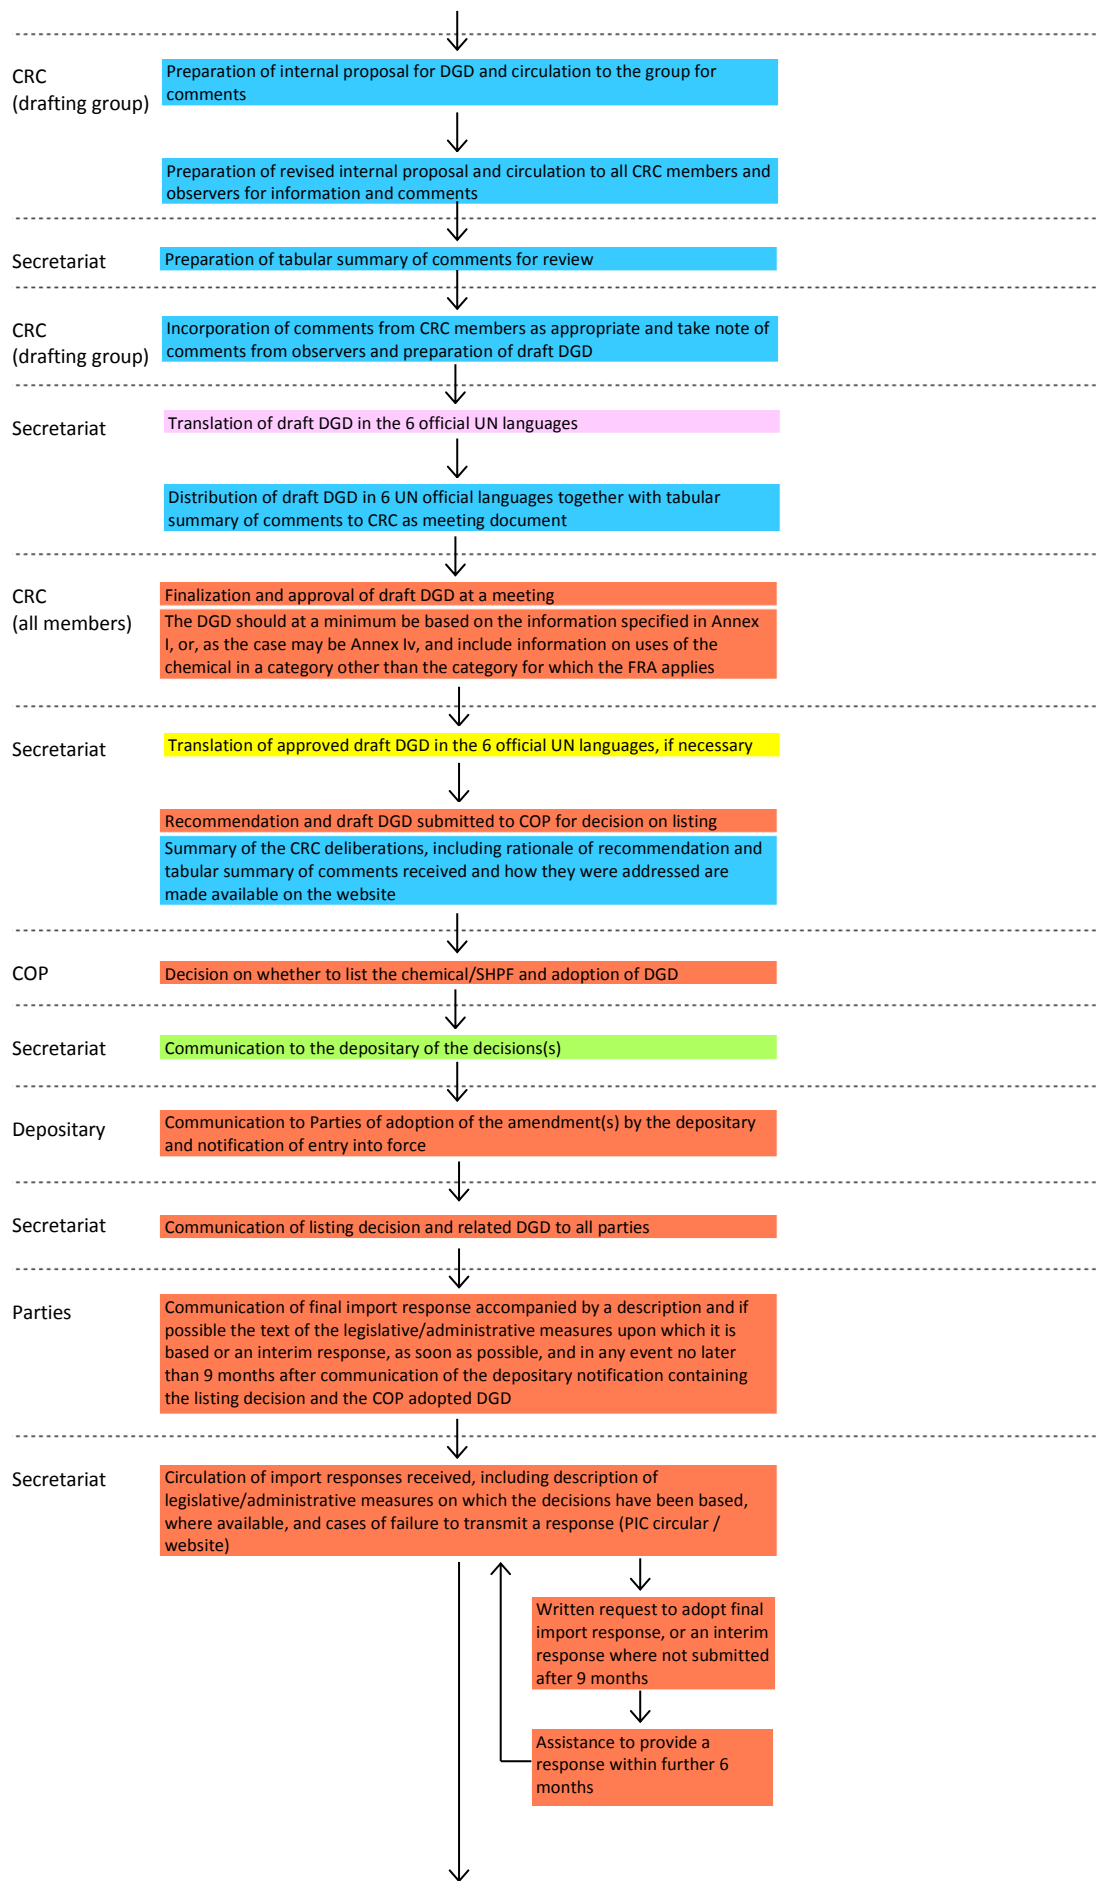 CRC
(drafting group)
Preparation of internal proposal for DGD and circulation to the group for
comments
Preparation of revised internal proposal and circulation to all CRC members and
observers for information and comments
Secretariat
Preparation of tabular summary of comments for review
CRC
(drafting group)
Incorporation of comments from CRC members as appropriate and take note of
comments from observers and preparation of draft DGD
Secretariat
Translation of draft DGD in the 6 official UN languages
Distribution of draft DGD in 6 UN official languages together with tabular
summary of comments to CRC as meeting document
CRC
(all members)
Finalization and approval of draft DGD at a meeting
The DGD should at a minimum be based on the information specified in Annex
I, or, as the case may be Annex Iv, and include information on uses of the
chemical in a category other than the category for which the FRA applies
Secretariat
Translation of approved draft DGD in the 6 official UN languages, if necessary
Recommendation and draft DGD submitted to COP for decision on listing
Summary of the CRC deliberations, including rationale of recommendation and
tabular summary of comments received and how they were addressed are
made available on the website
COP
Decision on whether to list the chemical/SHPF and adoption of DGD
Secretariat
Communication to the depositary of the decisions(s)
Depositary
Communication to Parties of adoption of the amendment(s) by the depositary
and notification of entry into force
Secretariat
Communication of listing decision and related DGD to all parties
Parties
Communication of final import response accompanied by a description and if
possible the text of the legislative/administrative measures upon which it is
based or an interim response, as soon as possible, and in any event no later
than 9 months after communication of the depositary notification containing
the listing decision and the COP adopted DGD
Secretariat
Circulation of import responses received, including description of
legislative/administrative measures on which the decisions have been based,
where available, and cases of failure to transmit a response (PIC circular /
website)
Written request to adopt final
import response, or an interim
response where not submitted
after 9 months
Assistance to provide a
response within further 6
months